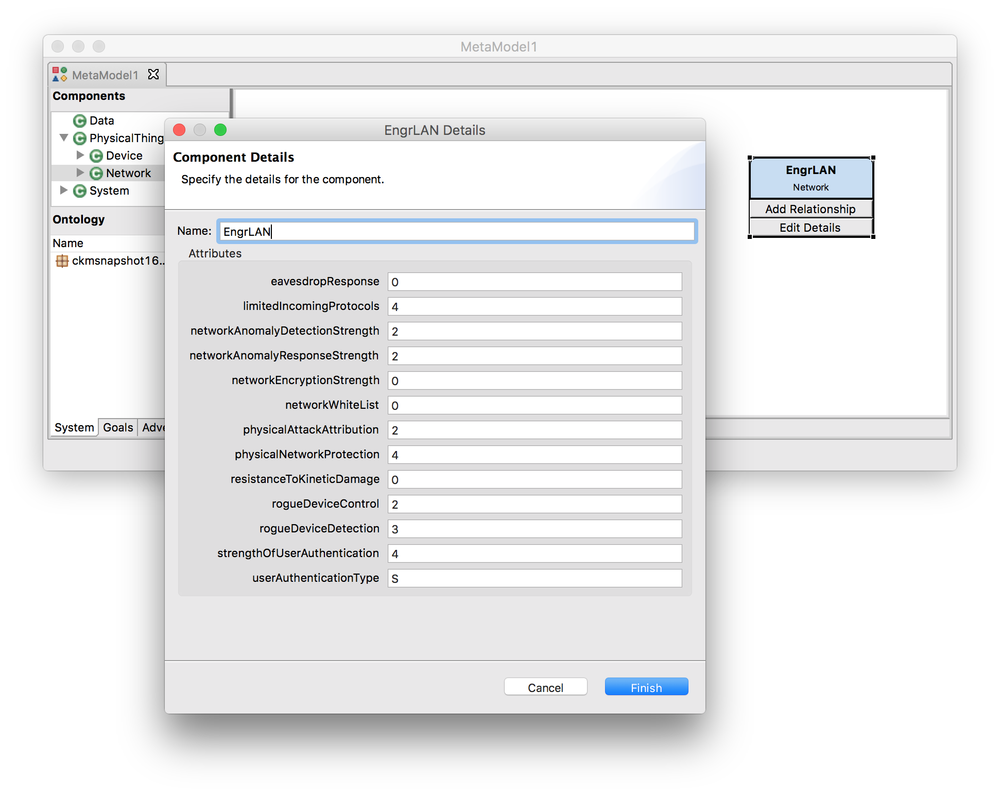 MetaModel1
MetaModel1
Components
Data
PhysicalThing
Device
Network
System
Ontology
Name
ckmsnapshot16..
System Goals Adve
EngrLAN Details
Component Details
Specify the details for the component.
Name: EngrLAN
Attributes
eavesdropResponse 0
limitedIncomingProtocols 4
networkAnomalyDetectionStrength 2
networkAnomalyResponseStrength 2
networkEncryptionStrength 0
networkWhiteList 0
physicalAttackAttribution 2
physicalNetworkProtection 4
resistanceToKineticDamage 0
rogueDeviceControl 2
rogueDeviceDetection 3
strengthOfUserAuthentication 4
userAuthenticationType S
Cancel Finish
EngrLAN
Network
Add Relationship
Edit Details